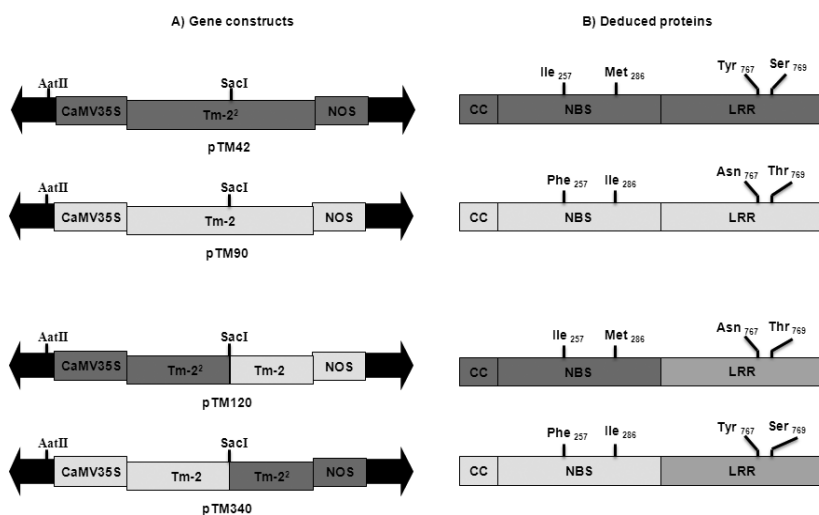 A) Gene constructs
B) Deduced proteins
AatII
SacI
CaMV35S
Tm-2²
NOS
pTM42
Ile 257
Met 286
Tyr 767
Ser 769
CC
NBS
LRR
AatII
SacI
CaMV35S
Tm-2
NOS
pTM90
Phe 257
Ile 286
Asn 767
Thr 769
CC
NBS
LRR
AatII
SacI
CaMV35S
Tm-2²
Tm-2
NOS
pTM120
Ile 257
Met 286
Asn 767
Thr 769
CC
NBS
LRR
AatII
SacI
CaMV35S
Tm-2
Tm-2²
NOS
pTM340
Phe 257
Ile 286
Tyr 767
Ser 769
CC
NBS
LRR